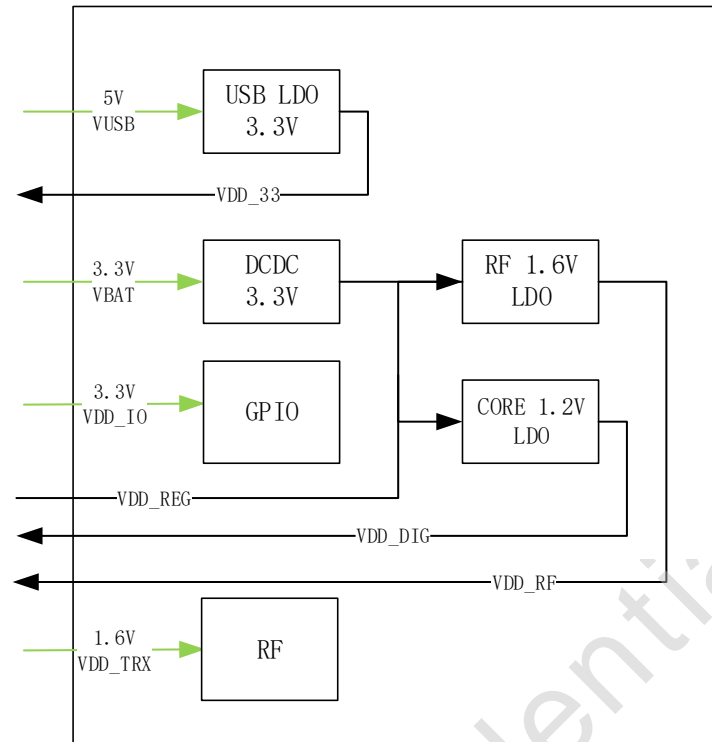 5V
VUSB
USB LDO
3.3V
VDD_33
3.3V
VBAT
DCDC
3.3V
RF 1.6V
LDO
3.3V
VDD_IO
GPIO
CORE 1.2V
LDO
VDD_REG
VDD_DIG
VDD_RF
1.6V
VDD_TRX
RF
dentia